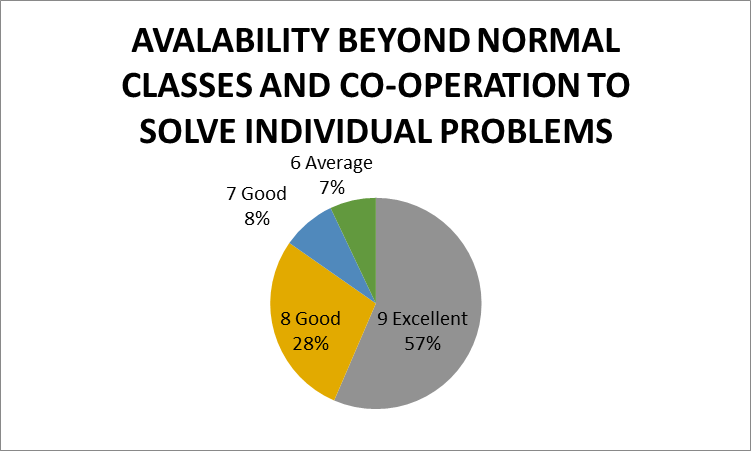 AVALABILITY BEYOND NORMAL
CLASSES AND CO-OPERATION TO
SOLVE INDIVIDUAL PROBLEMS
6 Average
7%
7 Good
8%
8 Good
28%
9 Excellent
57%